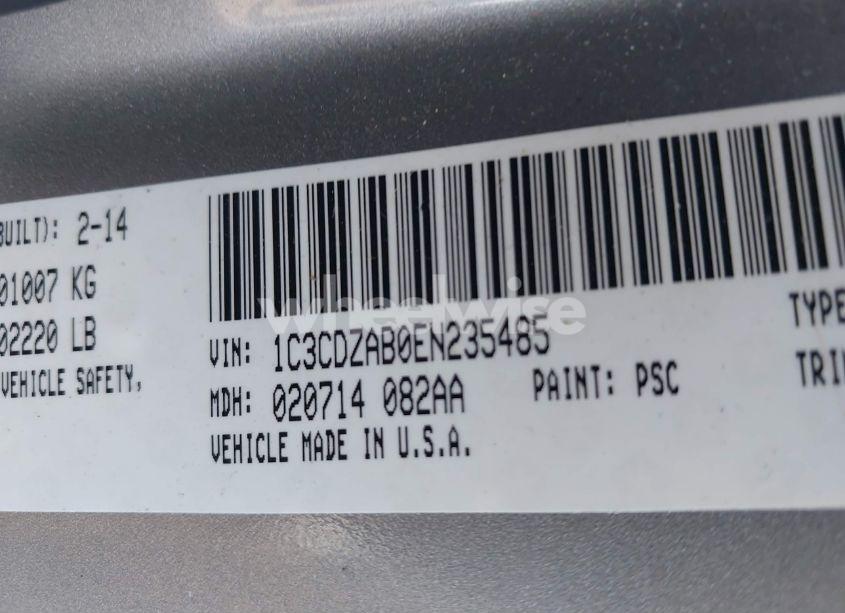 BUILT): 2-14
01007 KG
02220 LB
VEHICLE SAFETY,
wheelwise
VIN: 1C3CDZAB0EN235485
MDH: 020714 082AA
PAINT: PSC
VEHICLE MADE IN U.S.A.
TYPE
TRI